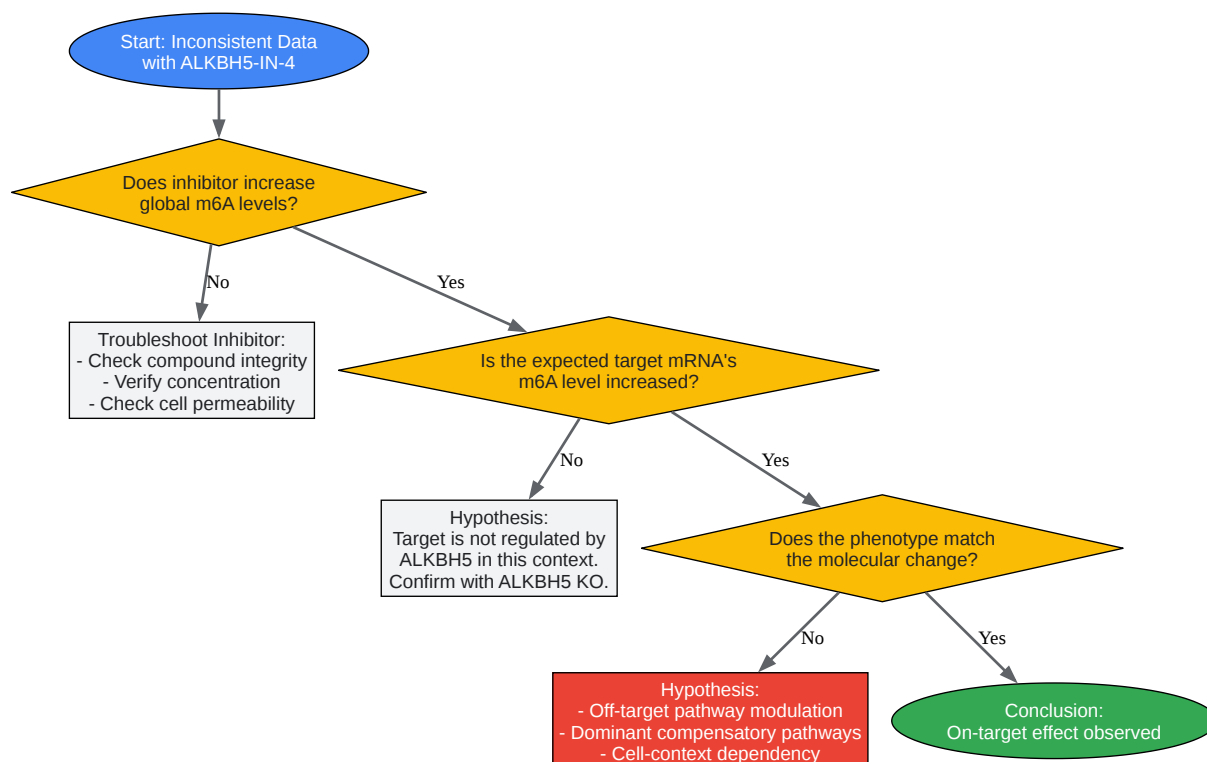 Start: Inconsistent Data
with ALKBH5-IN-4
Does inhibitor increase
global m6A levels?
No
Yes
Troubleshoot Inhibitor:
- Check compound integrity
- Verify concentration
- Check cell permeability
Is the expected target mRNA's
m6A level increased?
No
Yes
Hypothesis:
Target is not regulated by
ALKBH5 in this context.
Confirm with ALKBH5 KO.
Does the phenotype match
the molecular change?
No
Yes
Hypothesis:
- Off-target pathway modulation
- Dominant compensatory pathways
- Cell-context dependency
Conclusion:
On-target effect observed